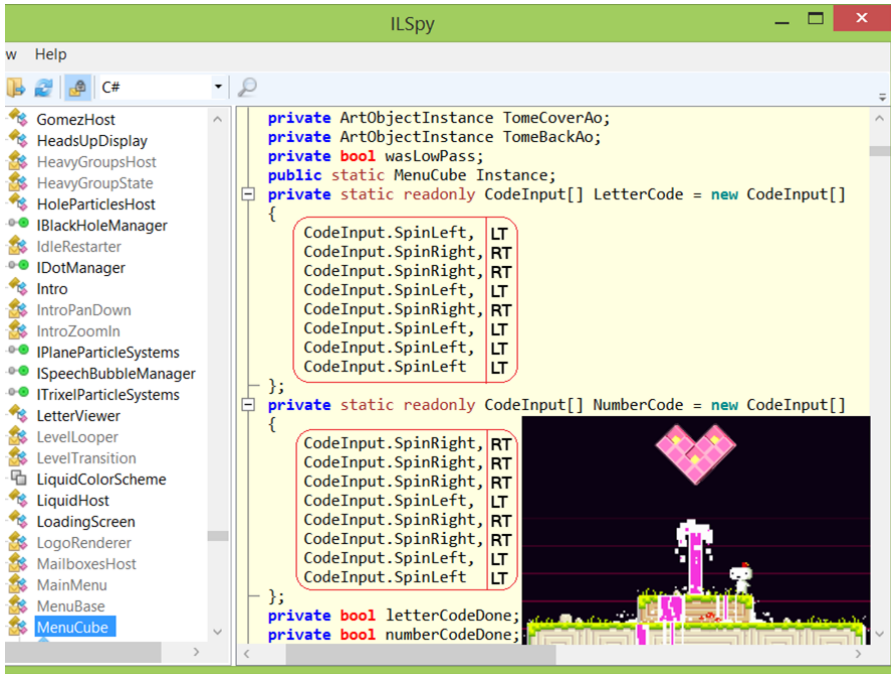 ILSpy
w Help
C#
GomezHost
HeadsUpDisplay
HeavyGroupsHost
HeavyGroupState
HoleParticlesHost
IBlackHoleManager
IdleRestarter
IDotManager
Intro
IntroPanDown
IntroZoomIn
IPlaneParticleSystems
ISpeechBubbleManager
ITrixelParticleSystems
LetterViewer
LevelLooper
LevelTransition
LiquidColorScheme
LiquidHost
LoadingScreen
LogoRenderer
MailboxesHost
MainMenu
MenuBase
MenuCube
private ArtObjectInstance TomeCoverAo;
private ArtObjectInstance TomeBackAo;
private bool wasLowPass;
public static MenuCube Instance;
private static readonly CodeInput[] LetterCode = new CodeInput[]
{
CodeInput.SpinLeft, LT
CodeInput.SpinRight, RT
CodeInput.SpinRight, RT
CodeInput.SpinLeft, LT
CodeInput.SpinRight, RT
CodeInput.SpinLeft, LT
CodeInput.SpinLeft, LT
CodeInput.SpinLeft LT
};
private static readonly CodeInput[] NumberCode = new CodeInput[]
{
CodeInput.SpinRight, RT
CodeInput.SpinRight, RT
CodeInput.SpinRight, RT
CodeInput.SpinLeft, LT
CodeInput.SpinRight, RT
CodeInput.SpinRight, RT
CodeInput.SpinLeft, LT
CodeInput.SpinLeft LT
};
private bool letterCodeDone;
private bool numberCodeDone;